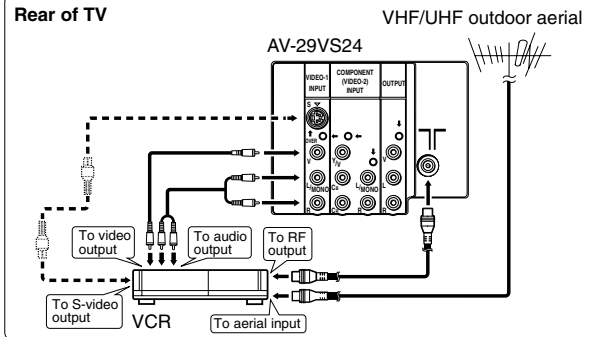 Rear of TV
VHF/UHF outdoor aerial
AV-29VS24
VIDEO-1
INPUT
COMPONENT
(VIDEO-2)
INPUT
OUTPUT
S
OVER
V
Y/V
V
L/MONO
CB
L/MONO
L
R
CR
R
R
To video
output
To audio
output
To RF
output
To S-video
output
VCR
To aerial input